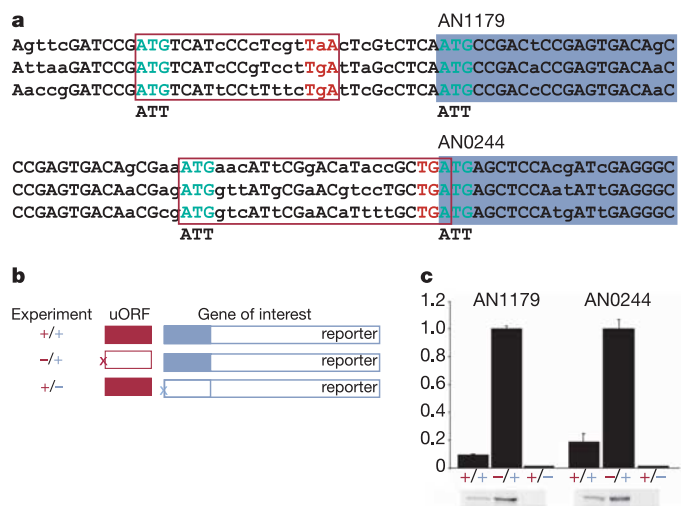 a
AN1179
AgttcGATCCGATGTCATcCCcTcgtTaAcTcGtCTCAATGCCGACtCCGAGTGACAgC
AttaaGATCCGATGTCATcCCgTcctTgATtaGcCTCAATGCCGACaCCGAGTGACAaC
AaccgGATCCGATGTCATtCCtTttcTgATtCGcCTCAATGCCGACcCCGAGTGACAaC
ATT ATT
AN0244
CCGAGTGACAgCGaaATGaacATtCGgACaTaccGCTGATGAGCTCCAcgATcGAGGGC
CCGAGTGACAaCGagATGgttATgCGaACgtccTGCTGATGAGCTCCAatATtGAGGGC
CCGAGTGACAaCGcgATGgtcATtCGaACaTtttGCTGATGAGCTCCAtgATtGAGGGC
ATT ATT
b
Experiment uORF Gene of interest
+/+ reporter
−/+ x reporter
+/− x reporter
c
AN1179 AN0244
1.2
1.0
0.8
0.6
0.4
0.2
0
+/+ −/+ +/− +/+ −/+ +/−